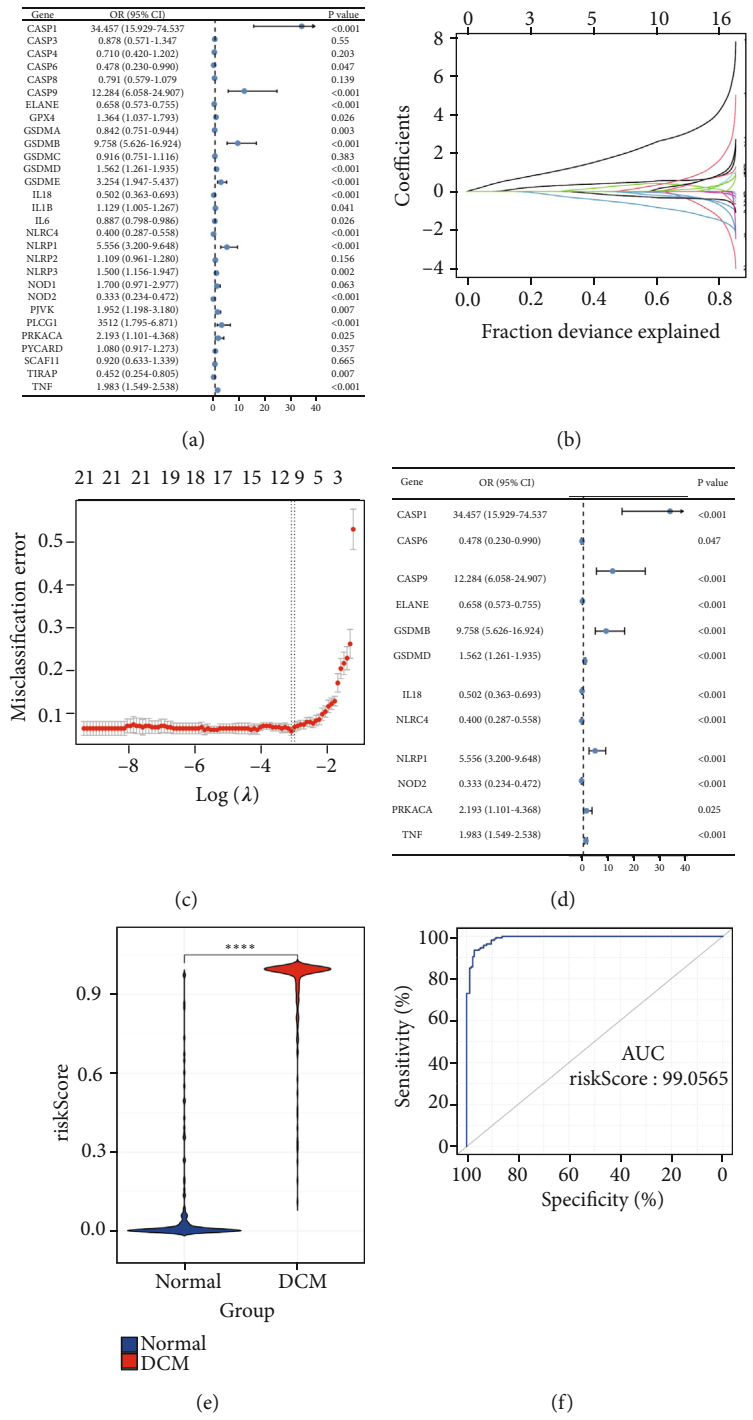 Gene OR (95% CI) P value
CASP1 34.457 (15.929-74.537 <0.001
CASP3 0.878 (0.571-1.347 0.55
CASP4 0.710 (0.420-1.202) 0.203
CASP6 0.478 (0.230-0.990) 0.047
CASP8 0.791 (0.579-1.079 0.139
CASP9 12.284 (6.058-24.907) <0.001
ELANE 0.658 (0.573-0.755) <0.001
GPX4 1.364 (1.037-1.793) 0.026
GSDMA 0.842 (0.751-0.944) 0.003
GSDMB 9.758 (5.626-16.924) <0.001
GSDMC 0.916 (0.751-1.116) 0.383
GSDMD 1.562 (1.261-1.935) <0.001
GSDME 3.254 (1.947-5.437) <0.001
IL18 0.502 (0.363-0.693) <0.001
IL1B 1.129 (1.005-1.267) 0.041
IL6 0.887 (0.798-0.986) 0.026
NLRC4 0.400 (0.287-0.558) <0.001
NLRP1 5.556 (3.200-9.648) <0.001
NLRP2 1.109 (0.961-1.280) 0.156
NLRP3 1.500 (1.156-1.947) 0.002
NOD1 1.700 (0.971-2.977) 0.063
NOD2 0.333 (0.234-0.472) <0.001
PJVK 1.952 (1.198-3.180) 0.007
PLCG1 3512 (1.795-6.871) <0.001
PRKACA 2.193 (1.101-4.368) 0.025
PYCARD 1.080 (0.917-1.273) 0.357
SCAF11 0.920 (0.633-1.339) 0.665
TIRAP 0.452 (0.254-0.805) 0.007
TNF 1.983 (1.549-2.538) <0.001
0 10 20 30 40
(a)
0 3 5 10 16
8
6
4
2
0
−2
−4
Coefficients
0.0 0.2 0.4 0.6 0.8
Fraction deviance explained
(b)
21 21 21 19 18 17 15 12 9 5 3
0.5
0.4
0.3
0.2
0.1
Misclassification error
−8 −6 −4 −2
Log (λ)
(c)
Gene OR (95% CI) P value
CASP1 34.457 (15.929-74.537 <0.001
CASP6 0.478 (0.230-0.990) 0.047
CASP9 12.284 (6.058-24.907) <0.001
ELANE 0.658 (0.573-0.755) <0.001
GSDMB 9.758 (5.626-16.924) <0.001
GSDMD 1.562 (1.261-1.935) <0.001
IL18 0.502 (0.363-0.693) <0.001
NLRC4 0.400 (0.287-0.558) <0.001
NLRP1 5.556 (3.200-9.648) <0.001
NOD2 0.333 (0.234-0.472) <0.001
PRKACA 2.193 (1.101-4.368) 0.025
TNF 1.983 (1.549-2.538) <0.001
0 10 20 30 40
(d)
****
0.9
0.6
0.3
0.0
riskScore
Normal DCM
Group
Normal
DCM
(e)
100
80
60
40
20
0
Sensitivity (%)
AUC
riskScore : 99.0565
100 80 60 40 20 0
Specificity (%)
(f)